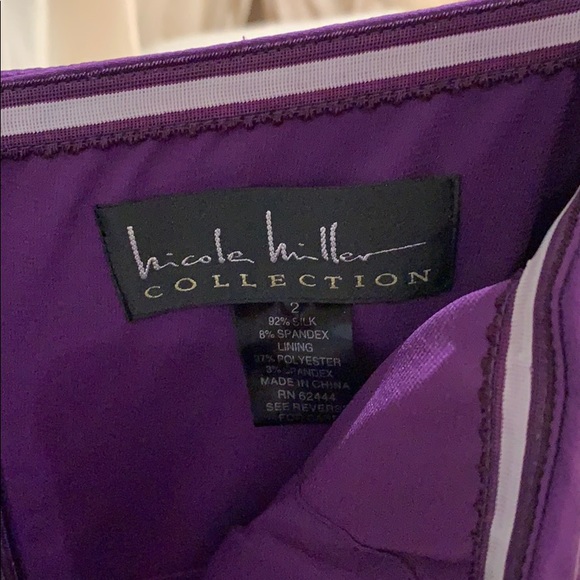 nicole miller
COLLECTION
2
92% SILK
8% SPANDEX
LINING
97% POLYESTER
3% SPANDEX
MADE IN CHINA
RN 62444
SEE REVERSE
FOR